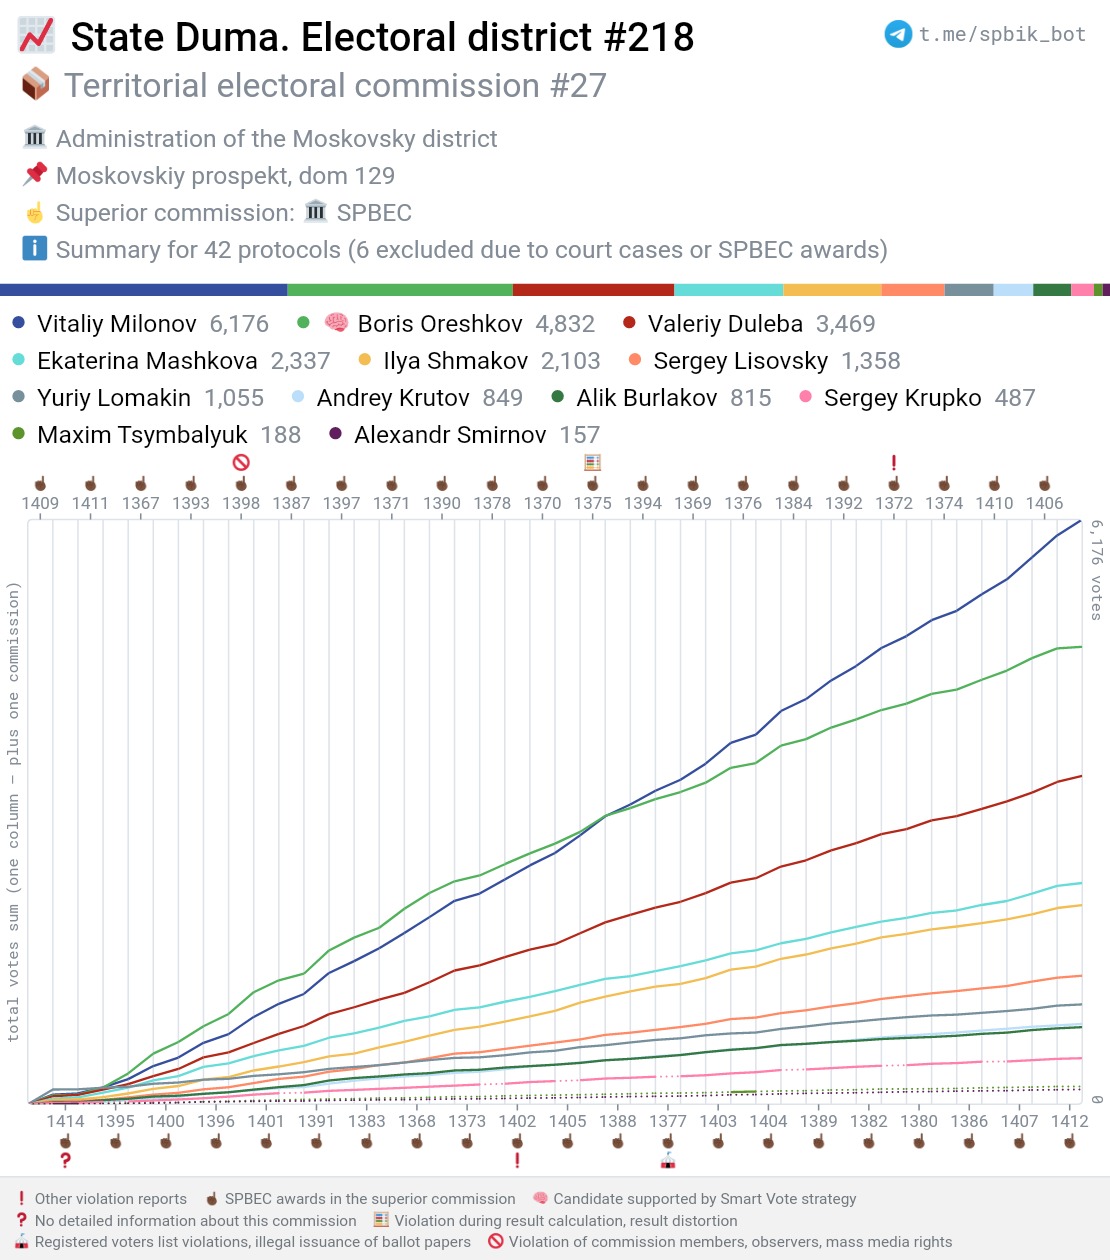 State Duma. Electoral district #218
t.me/spbik_bot
Territorial electoral commission #27
Administration of the Moskovsky district
Moskovskiy prospekt, dom 129
Superior commission: SPBEC
Summary for 42 protocols (6 excluded due to court cases or SPBEC awards)
Vitaliy Milonov 6,176 Boris Oreshkov 4,832 Valeriy Duleba 3,469
Ekaterina Mashkova 2,337 Ilya Shmakov 2,103 Sergey Lisovsky 1,358
Yuriy Lomakin 1,055 Andrey Krutov 849 Alik Burlakov 815 Sergey Krupko 487
Maxim Tsymbalyuk 188 Alexandr Smirnov 157
1409 1411 1367 1393 1398 1387 1397 1371 1390 1378 1370 1375 1394 1369 1376 1384 1392 1372 1374 1410 1406
total votes sum (one column – plus one commission)
6,176 votes
0
1414 1395 1400 1396 1401 1391 1383 1368 1373 1402 1405 1388 1377 1403 1404 1389 1382 1380 1386 1407 1412
Other violation reports SPBEC awards in the superior commission Candidate supported by Smart Vote strategy
No detailed information about this commission Violation during result calculation, result distortion
Registered voters list violations, illegal issuance of ballot papers Violation of commission members, observers, mass media rights